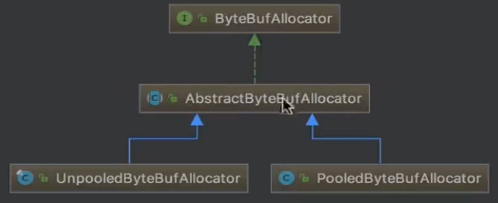 I ByteBufAllocator
C AbstractByteBufAllocator
C UnpooledByteBufAllocator
C PooledByteBufAllocator